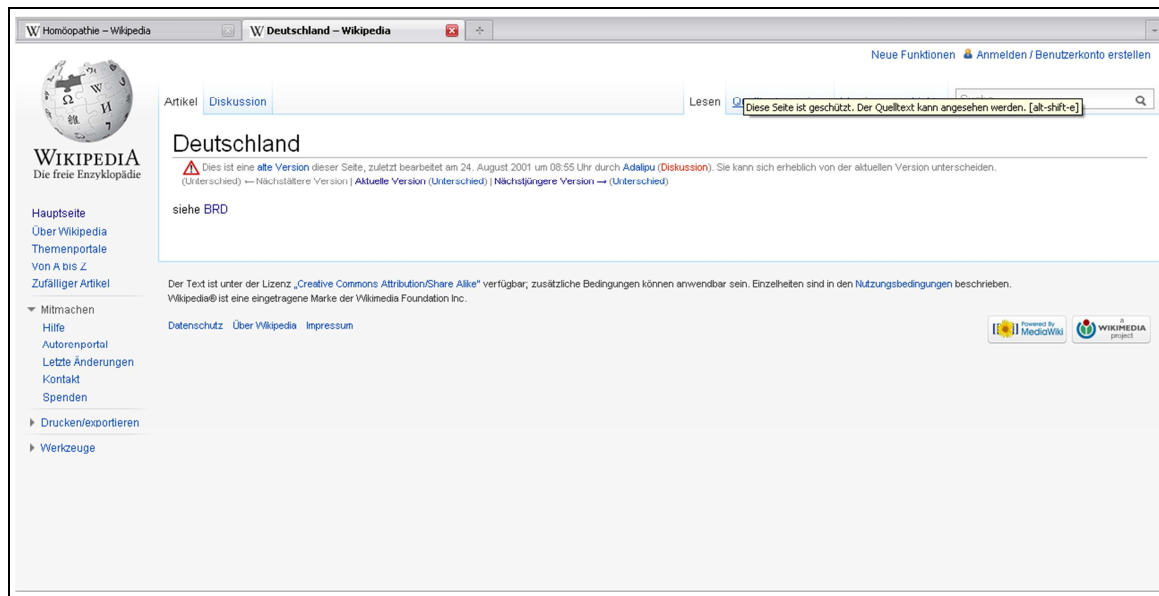 Homöopathie – Wikipedia
Deutschland – Wikipedia
Neue Funktionen Anmelden / Benutzerkonto erstellen
Artikel Diskussion Lesen
Diese Seite ist geschützt. Der Quelltext kann angesehen werden. [alt-shift-e]
WIKIPEDIA
Die freie Enzyklopädie
Deutschland
Dies ist eine alte Version dieser Seite, zuletzt bearbeitet am 24. August 2001 um 08:55 Uhr durch Adalipu (Diskussion). Sie kann sich erheblich von der aktuellen Version unterscheiden.
(Unterschied) ← Nächstältere Version | Aktuelle Version (Unterschied) | Nächstjüngere Version → (Unterschied)
siehe BRD
Hauptseite
Über Wikipedia
Themenportale
Von A bis Z
Zufälliger Artikel
Mitmachen
Hilfe
Autorenportal
Letzte Änderungen
Kontakt
Spenden
Drucken/exportieren
Werkzeuge
Der Text ist unter der Lizenz „Creative Commons Attribution/Share Alike" verfügbar; zusätzliche Bedingungen können anwendbar sein. Einzelheiten sind in den Nutzungsbedingungen beschrieben.
Wikipedia® ist eine eingetragene Marke der Wikimedia Foundation Inc.
Datenschutz Über Wikipedia Impressum
Powered By
MediaWiki
a
WIKIMEDIA
project